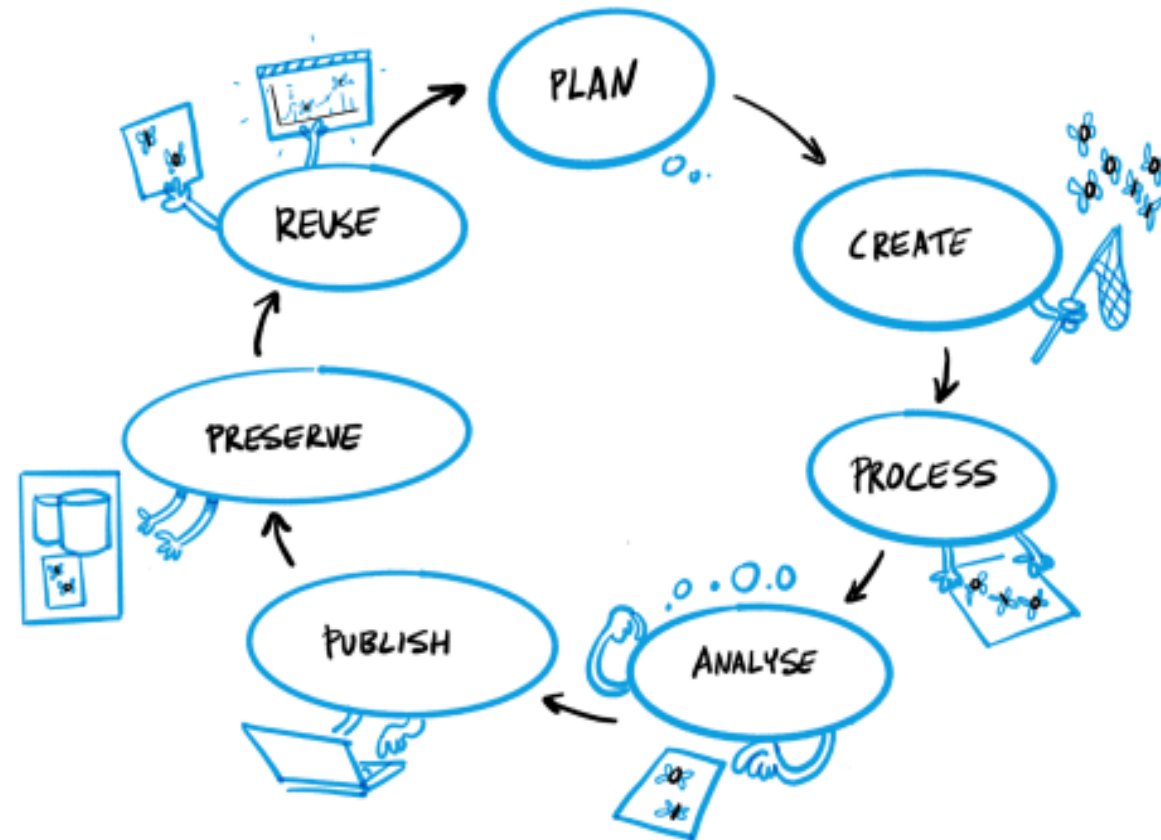 PLAN
CREATE
PROCESS
ANALYSE
PUBLISH
PRESERVE
REUSE